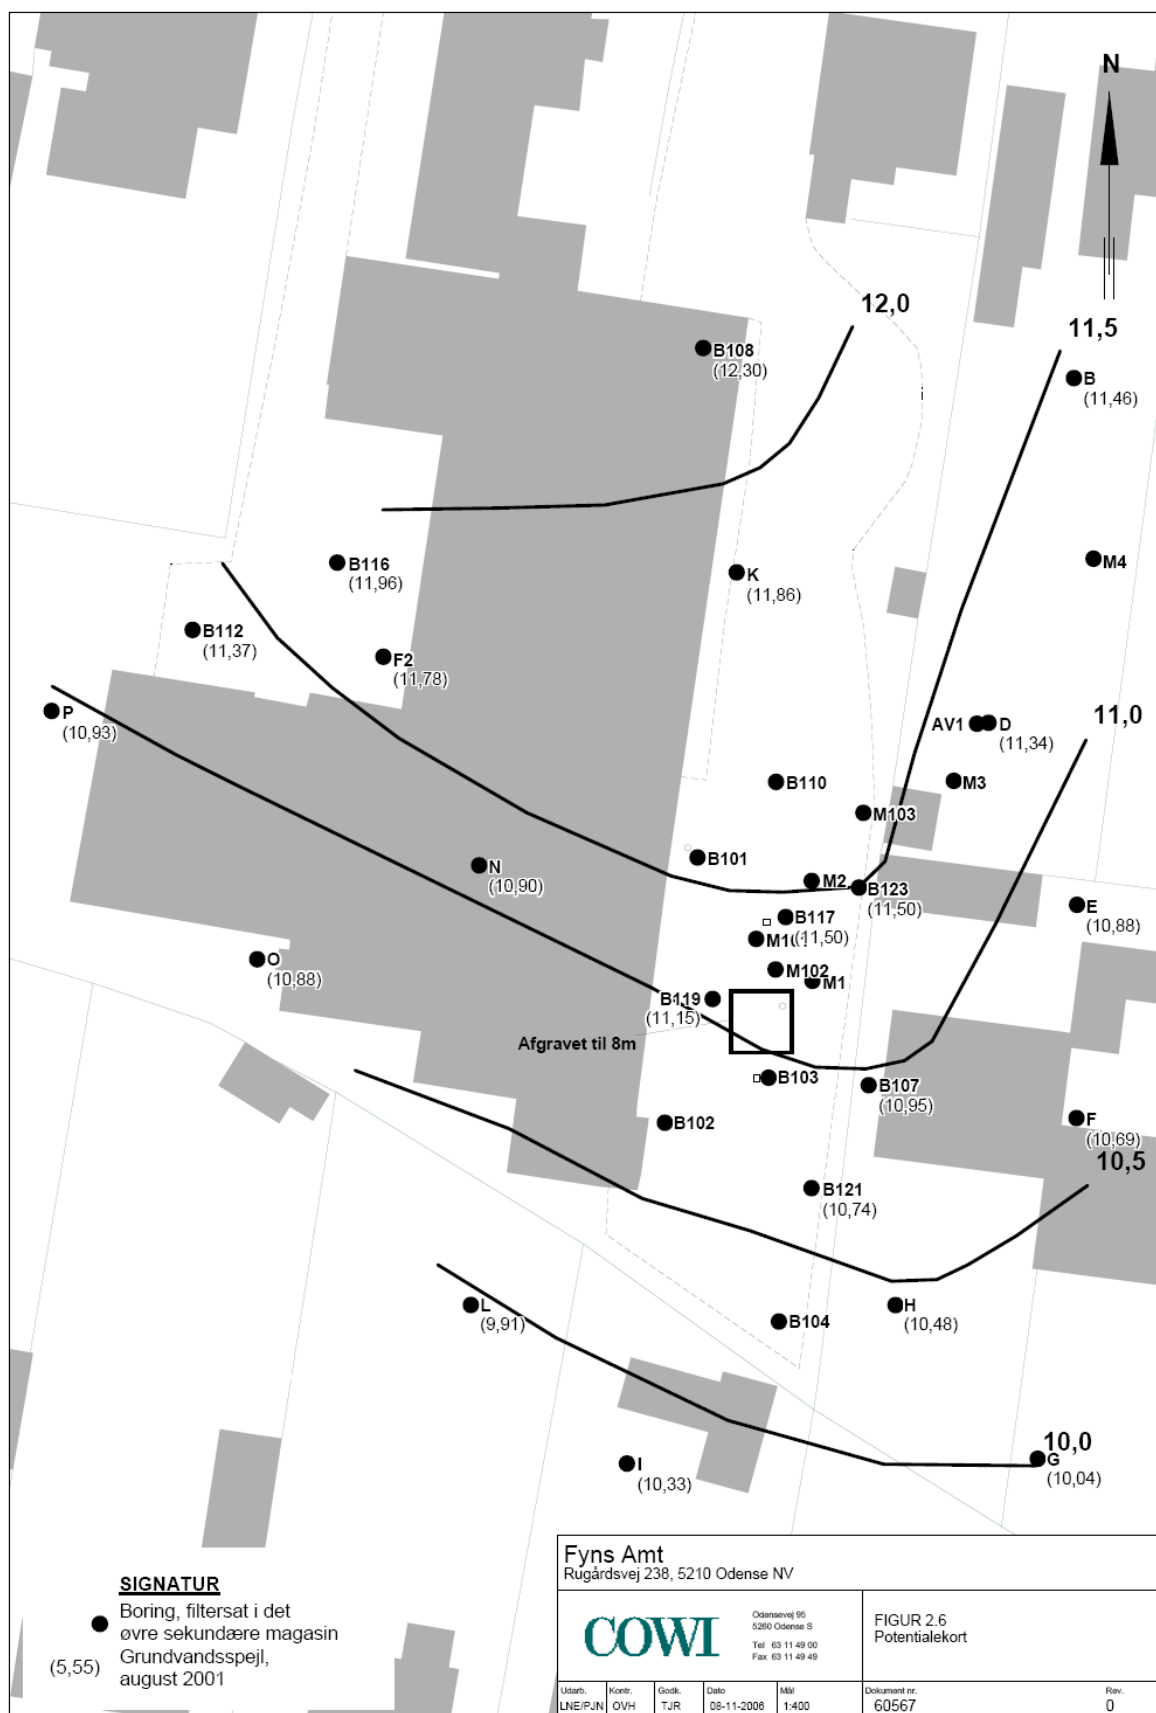 N
12,0
11,5
B108
(12,30)
B
(11,46)
B116
(11,96)
K
(11,86)
M4
B112
(11,37)
F2
(11,78)
P
(10,93)
AV1
D
(11,34)
11,0
B110
M3
M103
B101
N
(10,90)
M2
B123
(11,50)
E
(10,88)
B117
(11,50)
O
(10,88)
M102
M1
B119
(11,15)
Afgravet til 8m
B103
B107
(10,95)
B102
F
(10,69)
10,5
B121
(10,74)
L
(9,91)
B104
H
(10,48)
I
(10,33)
10,0
G
(10,04)
SIGNATUR
Boring, filtersat i det
øvre sekundære magasin
(5,55) Grundvandsspejl,
august 2001
Fyns Amt
Rugårdsvej 238, 5210 Odense NV
COWI
Odensevej 95
5260 Odense S
Tel 63 11 49 00
Fax 63 11 49 49
FIGUR 2.6
Potentialekort
Udarb. Kontr. Godk. Dato Mål Dokument nr. Rev.
LNE/PJN OVH TJR 08-11-2006 1:400 60567 0